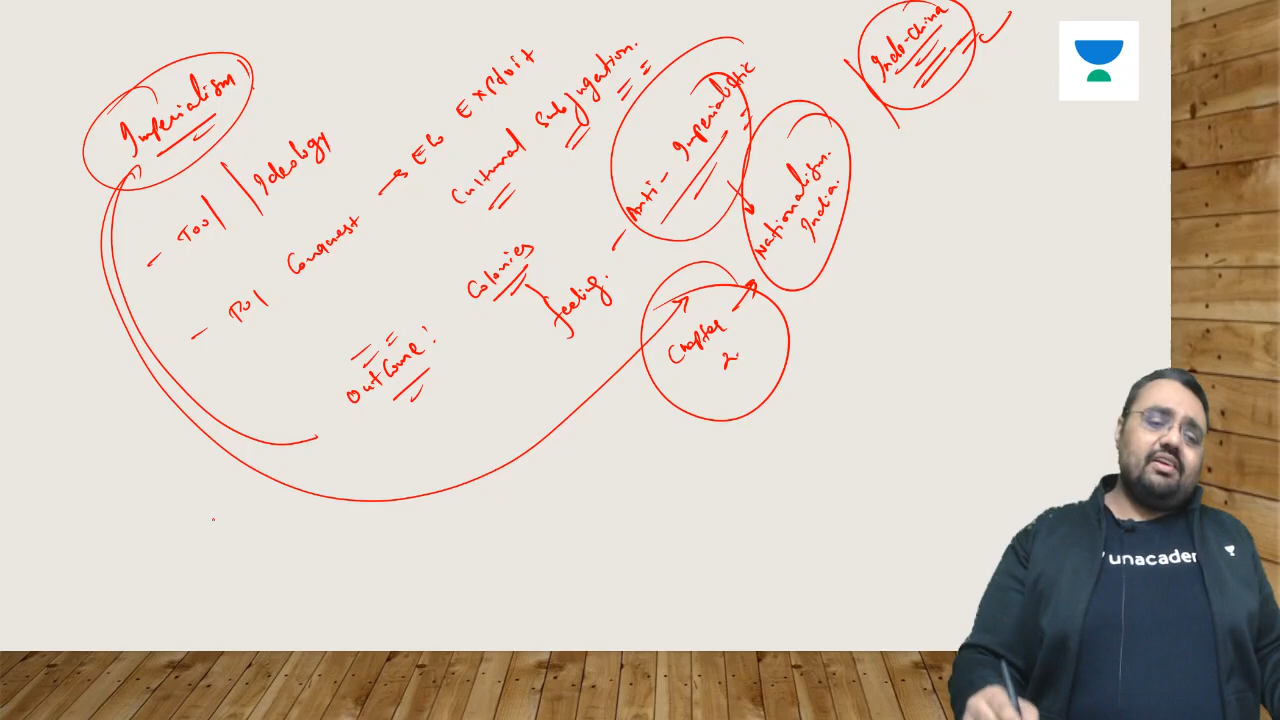 Imperialism
- Tool / Ideology
- Pol Conquest → Eco Exploit
Cultural Subjugation.
Outcome:
Colonies
feeling. - Anti-Imperialistic
Nationalism.
India.
Chapter
2.
Indo-China
unacadem